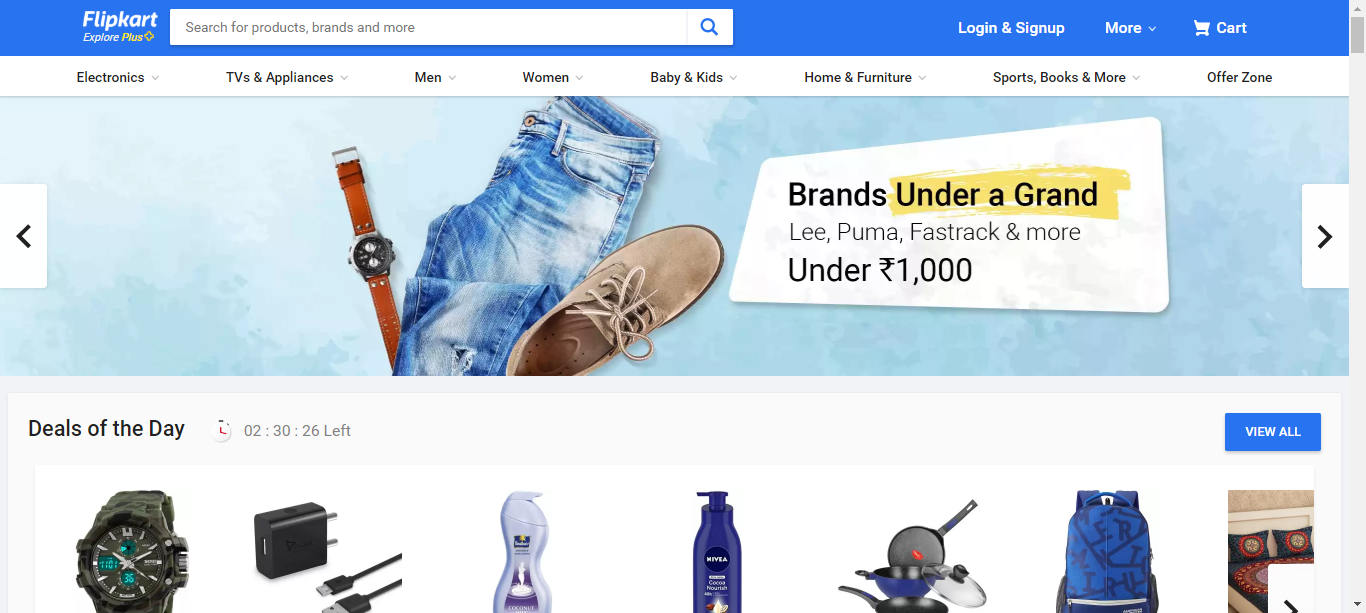 Flipkart
Explore Plus
Search for products, brands and more
Login & Signup
More
Cart
Electronics
TVs & Appliances
Men
Women
Baby & Kids
Home & Furniture
Sports, Books & More
Offer Zone
Brands Under a Grand
Lee, Puma, Fastrack & more
Under ₹1,000
Deals of the Day
02 : 30 : 26 Left
VIEW ALL
NIVEA
Cocoa
Nourish